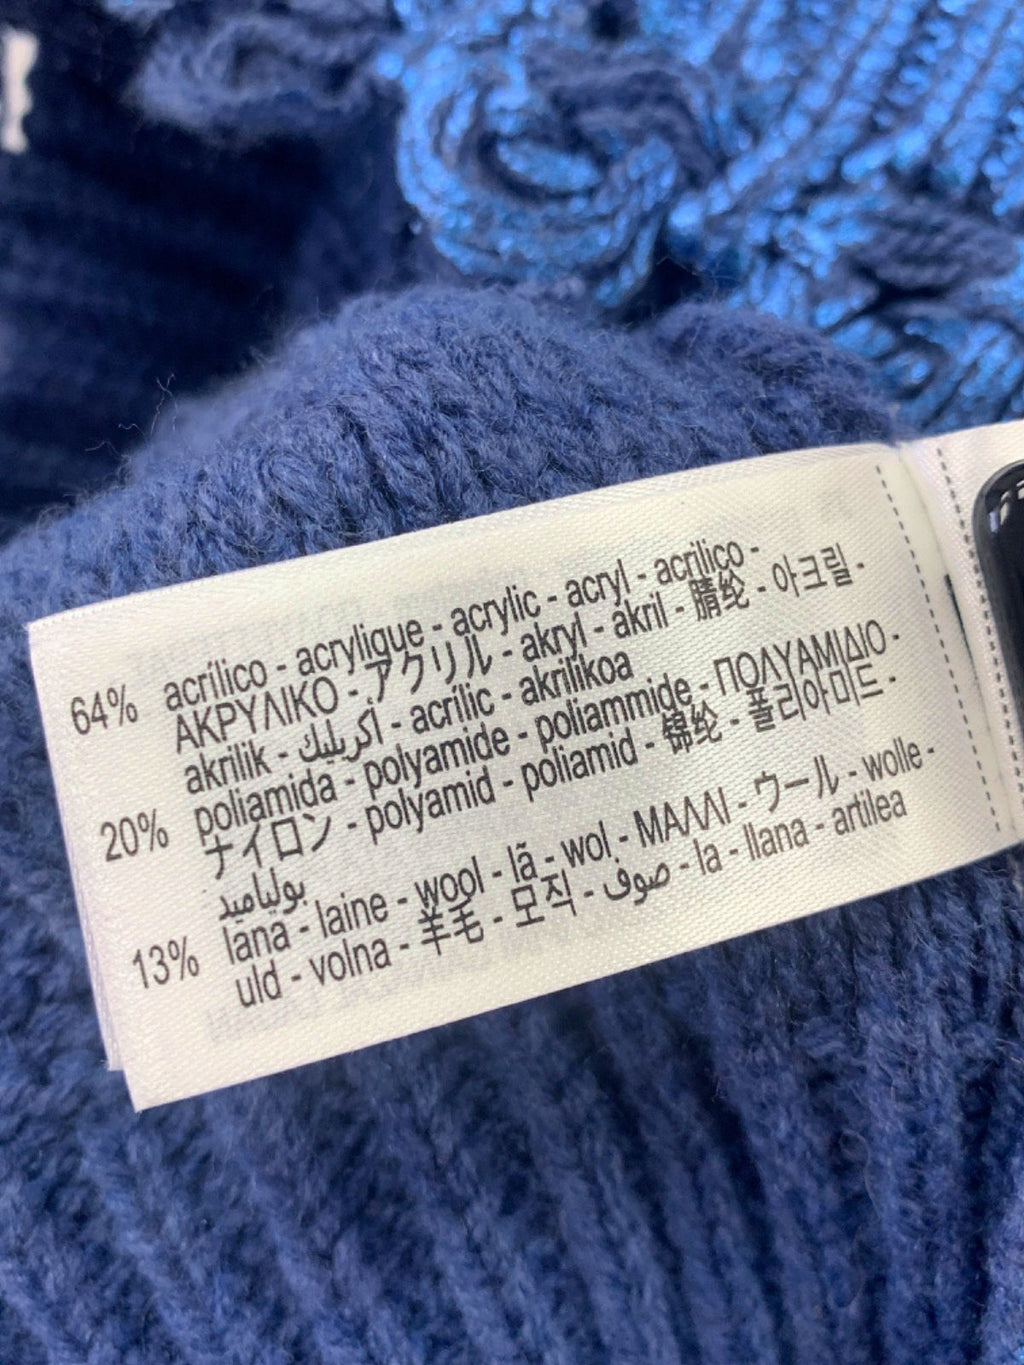 64% acrílico - acrylique - acrylic - acryl - acrilico -
ΑΚΡΥΛΙΚΟ - アクリル - akryl - akril - 腈纶 - 아크릴 -
akrilik - أكريليك - acrílic - akrilikoa
20% poliamida - polyamide - poliammide - ΠΟΛΥΑΜΙΔΙΟ -
ナイロン - polyamid - poliamid - 锦纶 - 폴리아미드 -
بولياميد
13% lana - laine - wool - lã - wol - ΜΑΛΛΙ - ウール - wolle -
uld - volna - 羊毛 - 모직 - صوف - la - llana - artilea